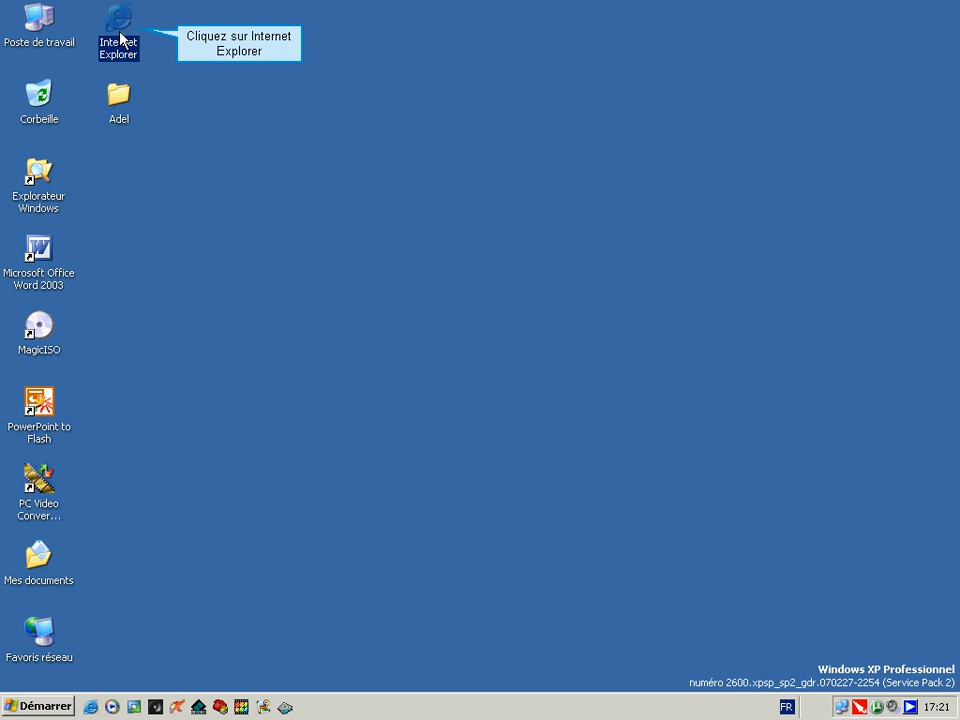 Poste de travail
Internet
Explorer
Cliquez sur Internet
Explorer
Corbeille
Adel
Explorateur
Windows
Microsoft Office
Word 2003
MagicISO
PowerPoint to
Flash
PC Video
Conver...
Mes documents
Favoris réseau
Windows XP Professionnel
numéro 2600.xpsp_sp2_gdr.070227-2254 (Service Pack 2)
Démarrer
FR
17:21